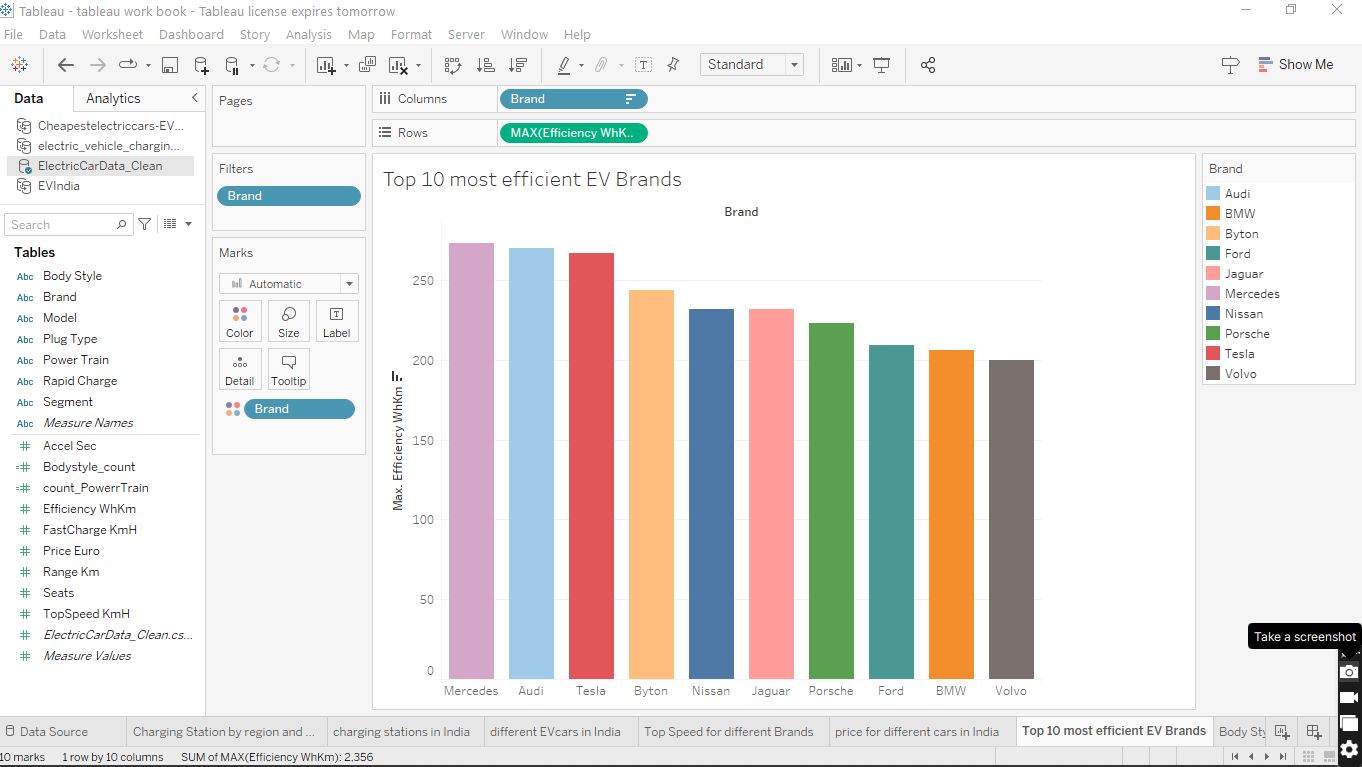 Tableau - tableau work book - Tableau license expires tomorrow
File Data Worksheet Dashboard Story Analysis Map Format Server Window Help
Standard
Show Me
Data Analytics
Cheapestelectriccars-EV...
electric_vehicle_chargin...
ElectricCarData_Clean
EVIndia
Search
Tables
Abc Body Style
Abc Brand
Abc Model
Abc Plug Type
Abc Power Train
Abc Rapid Charge
Abc Segment
Abc Measure Names
Accel Sec
Bodystyle_count
count_PowerrTrain
Efficiency WhKm
FastCharge KmH
Price Euro
Range Km
Seats
TopSpeed KmH
ElectricCarData_Clean.cs...
Measure Values
Pages
Filters
Brand
Marks
Automatic
Color Size Label
Detail Tooltip
Brand
Columns Brand
Rows MAX(Efficiency WhK..
Top 10 most efficient EV Brands
Brand
Max. Efficiency WhKm
250
200
150
100
50
0
Mercedes Audi Tesla Byton Nissan Jaguar Porsche Ford BMW Volvo
Brand
Audi
BMW
Byton
Ford
Jaguar
Mercedes
Nissan
Porsche
Tesla
Volvo
Take a screenshot
Data Source Charging Station by region and ... charging stations in India different EVcars in India Top Speed for different Brands price for different cars in India Top 10 most efficient EV Brands Body Sty
10 marks 1 row by 10 columns SUM of MAX(Efficiency WhKm): 2,356